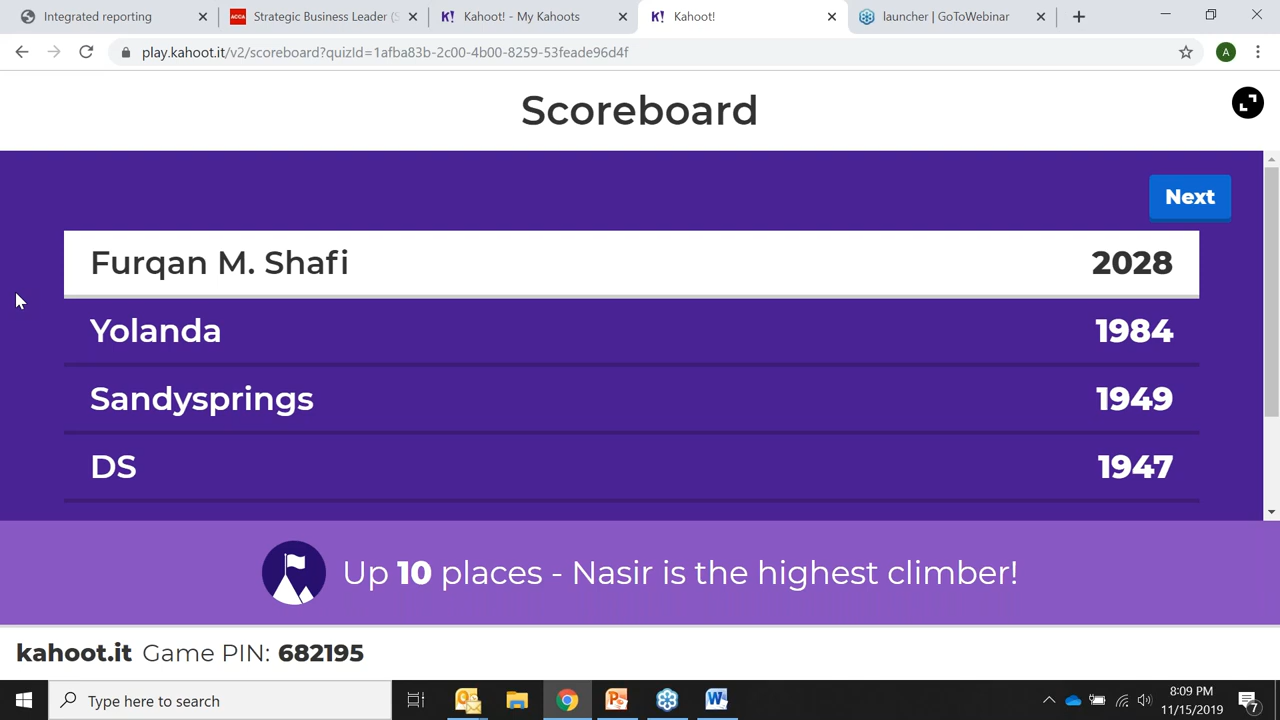 Integrated reporting
ACCA Strategic Business Leader (S
K! Kahoot! - My Kahoots
K! Kahoot!
launcher | GoToWebinar
play.kahoot.it/v2/scoreboard?quizId=1afba83b-2c00-4b00-8259-53feade96d4f
A
Scoreboard
Next
Furqan M. Shafi 2028
Yolanda 1984
Sandysprings 1949
DS 1947
Up 10 places - Nasir is the highest climber!
kahoot.it Game PIN: 682195
Type here to search
8:09 PM
11/15/2019
7